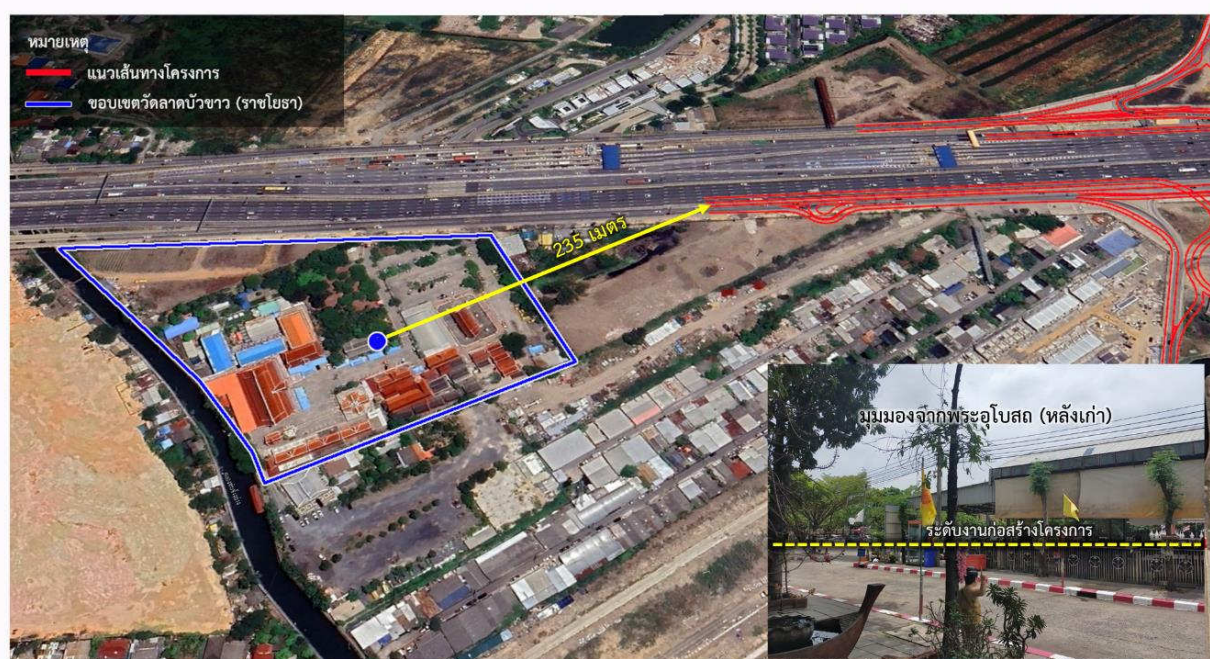 หมายเหตุ
แนวเส้นทางโครงการ
ขอบเขตวัดลาดบัวขาว (ราชโยธา)
235 เมตร
มุมมองจากพระอุโบสถ (หลังเก่า)
ระดับงานก่อสร้างโครงการ